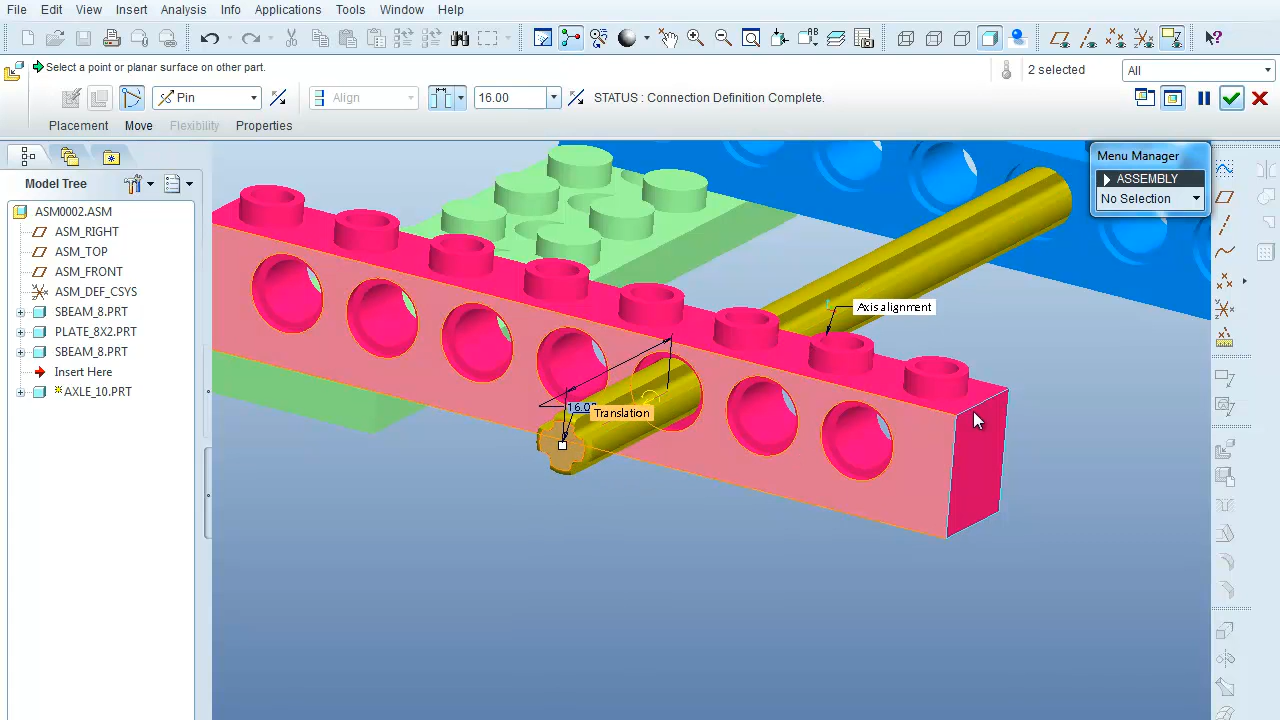 File Edit View Insert Analysis Info Applications Tools Window Help
Select a point or planar surface on other part.
2 selected All
Pin Align 16.00 STATUS : Connection Definition Complete.
Placement Move Flexibility Properties
Model Tree
ASM0002.ASM
ASM_RIGHT
ASM_TOP
ASM_FRONT
ASM_DEF_CSYS
SBEAM_8.PRT
PLATE_8X2.PRT
SBEAM_8.PRT
Insert Here
AXLE_10.PRT
Menu Manager
ASSEMBLY
No Selection
Axis alignment
Translation